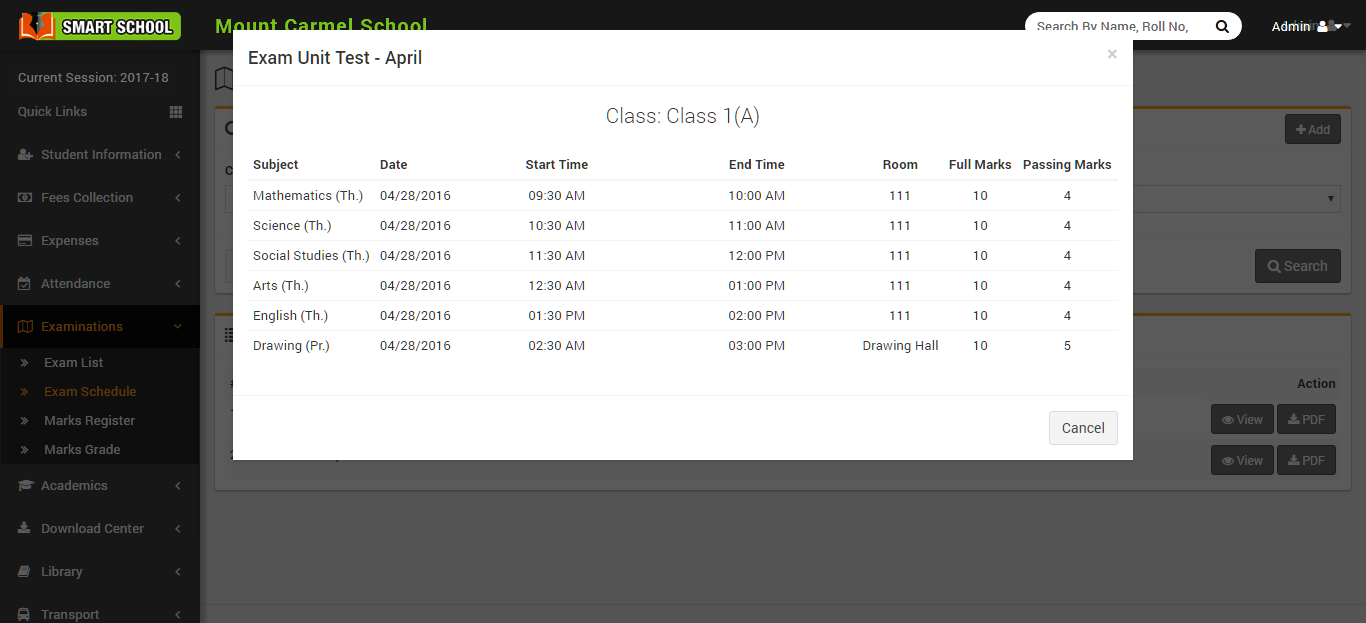 SMART SCHOOL
Mount Carmel School
Search By Name, Roll No,
Admin
Current Session: 2017-18
Quick Links
Student Information
Fees Collection
Expenses
Attendance
Examinations
Exam List
Exam Schedule
Marks Register
Marks Grade
Academics
Download Center
Library
Transport
Exam Unit Test - April
×
Class: Class 1(A)
Subject Date Start Time End Time Room Full Marks Passing Marks
Mathematics (Th.) 04/28/2016 09:30 AM 10:00 AM 111 10 4
Science (Th.) 04/28/2016 10:30 AM 11:00 AM 111 10 4
Social Studies (Th.) 04/28/2016 11:30 AM 12:00 PM 111 10 4
Arts (Th.) 04/28/2016 12:30 AM 01:00 PM 111 10 4
English (Th.) 04/28/2016 01:30 PM 02:00 PM 111 10 4
Drawing (Pr.) 04/28/2016 02:30 AM 03:00 PM Drawing Hall 10 5
Cancel
+ Add
Search
Action
View PDF
View PDF